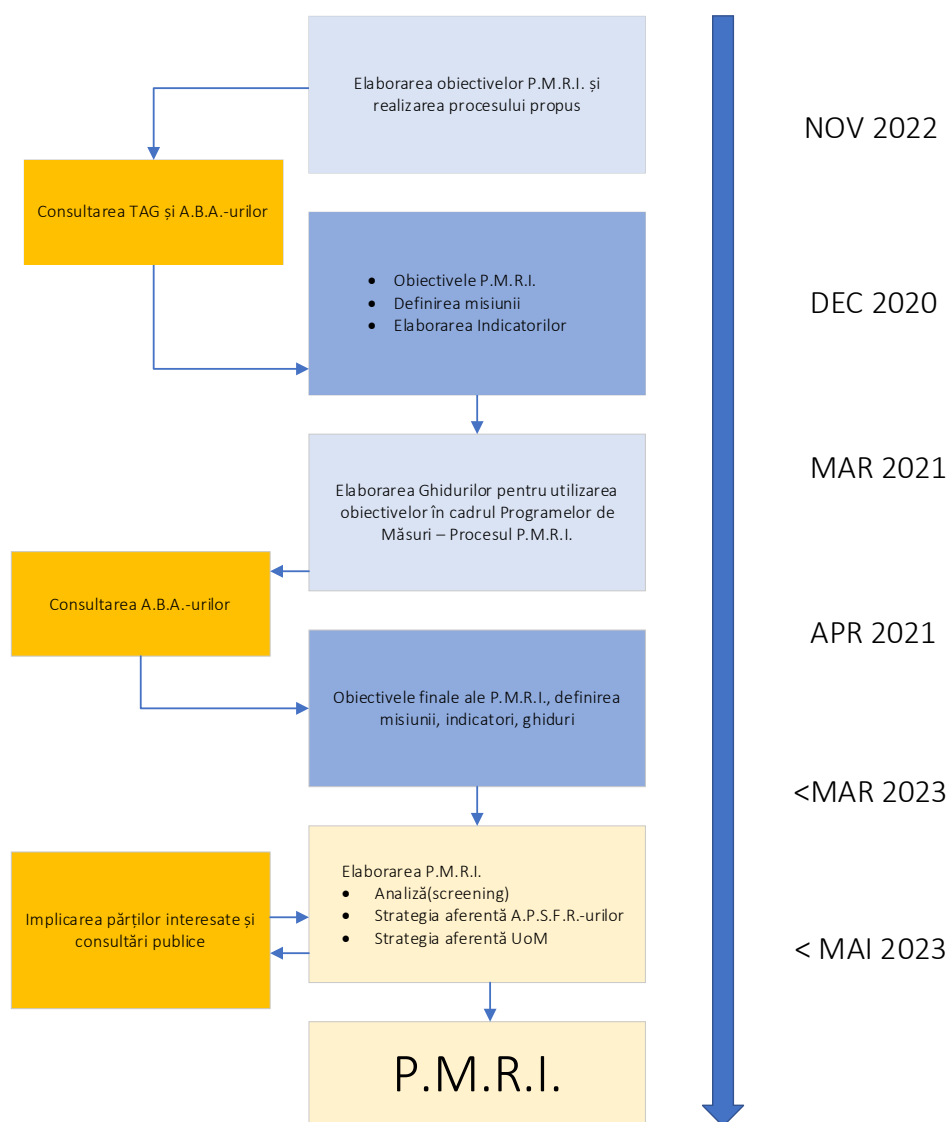 Elaborarea obiectivelor P.M.R.I. și
realizarea procesului propus
NOV 2022
Consultarea TAG și A.B.A.-urilor
• Obiectivele P.M.R.I.
• Definirea misiunii
• Elaborarea Indicatorilor
DEC 2020
Elaborarea Ghidurilor pentru utilizarea
obiectivelor în cadrul Programelor de
Măsuri – Procesul P.M.R.I.
MAR 2021
Consultarea A.B.A.-urilor
APR 2021
Obiectivele finale ale P.M.R.I., definirea
misiunii, indicatori, ghiduri
<MAR 2023
Implicarea părților interesate și
consultări publice
Elaborarea P.M.R.I.
• Analiză(screening)
• Strategia aferentă A.P.S.F.R.-urilor
• Strategia aferentă UoM
< MAI 2023
P.M.R.I.